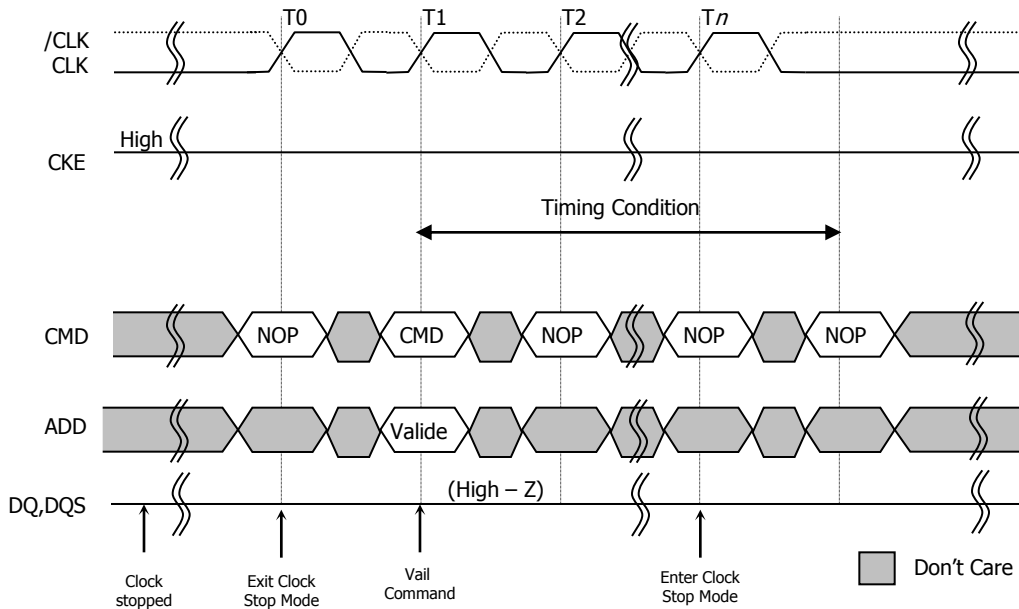 T0 T1 T2 Tn
/CLK
CLK
High
CKE
Timing Condition
CMD NOP CMD NOP NOP NOP
ADD Valide
(High – Z)
DQ,DQS
Clock
stopped
Exit Clock
Stop Mode
Vail
Command
Enter Clock
Stop Mode
Don't Care